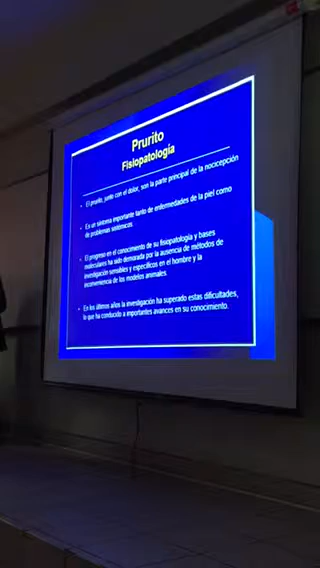 Prurito
Fisiopatología
• El prurito, junto con el dolor, son la parte principal de la nocicepción
• Es un síntoma importante tanto de enfermedades de la piel como
de problemas sistémicos.
• El progreso en el conocimiento de su fisiopatología y bases
moleculares ha sido demorada por la ausencia de métodos de
investigación sensibles y específicos en el hombre y la
inconveniencia de los modelos animales.
• En los últimos años la investigación ha superado estas dificultades,
lo que ha conducido a importantes avances en su conocimiento.